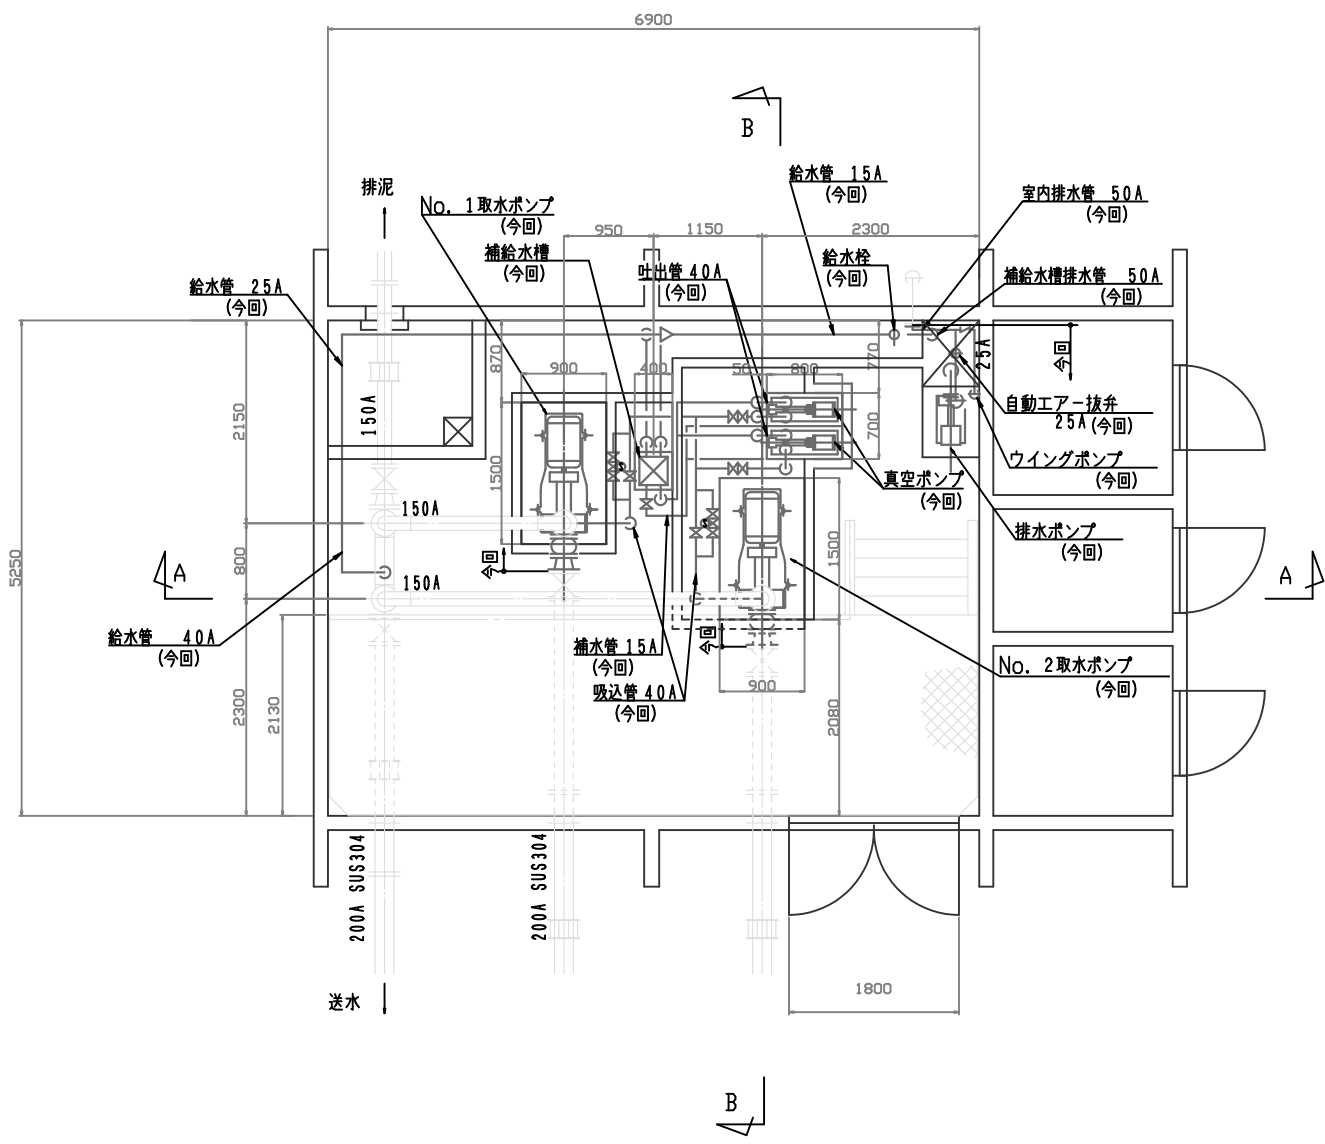 6900
B
給水管 15A
(今回)
排泥
室内排水管 50A
(今回)
No. 1取水ポンプ
(今回)
950
1150
2300
補給水槽
(今回)
吐出管 40A
(今回)
給水栓
(今回)
補給水槽排水管 50A
(今回)
給水管 25A
(今回)
870
900
400
50
800
770
25A
今回
150A
2150
1500
700
自動エアー抜弁
25A (今回)
ウイングポンプ
(今回)
真空ポンプ
(今回)
排水ポンプ
(今回)
150A
5250
800
今回
1500
A
A
150A
給水管 40A
(今回)
補水管 15A
(今回)
今回
No. 2取水ポンプ
(今回)
吸込管 40A
(今回)
900
2300
2130
2080
200A SUS304
200A SUS304
送水
1800
B